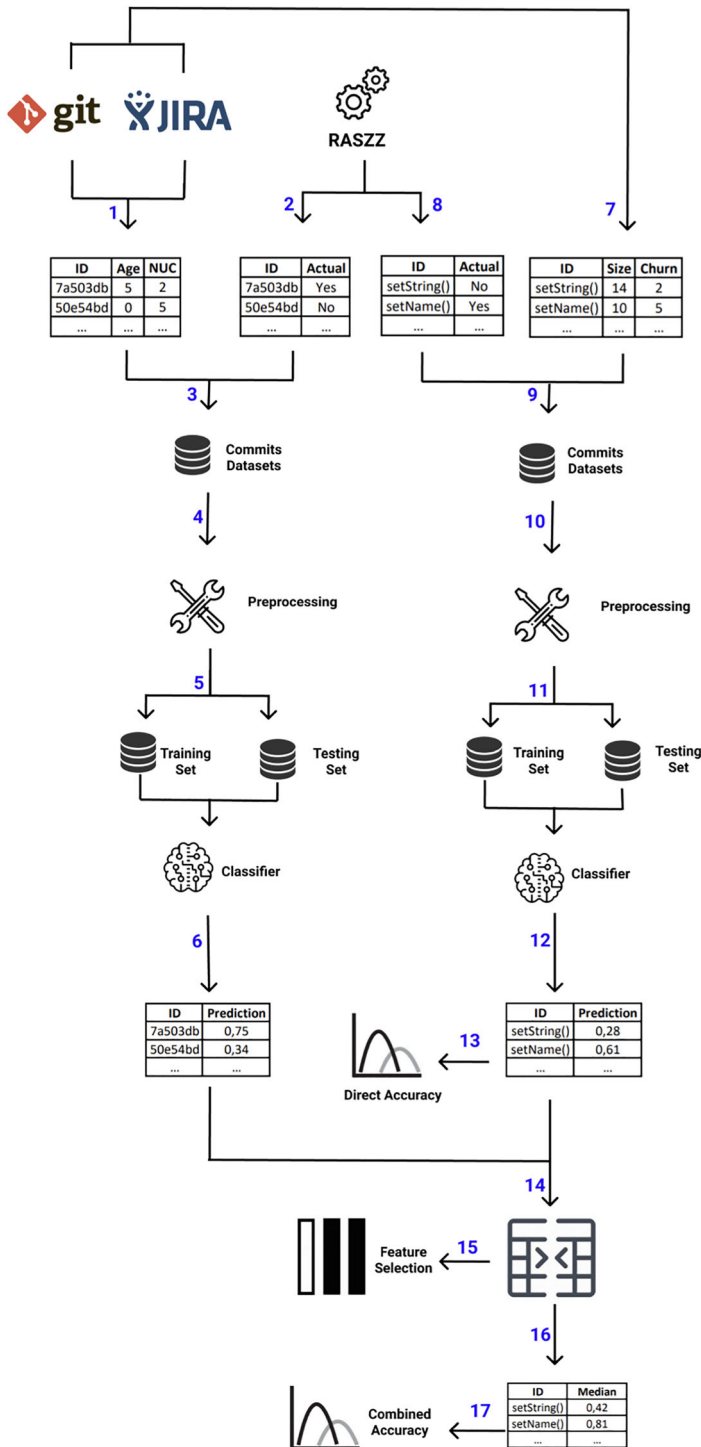 git JIRA
RASZZ
1 2 8 7
ID Age NUC
7a503db 5 2
50e54bd 0 5
... ... ...
ID Actual
7a503db Yes
50e54bd No
... ...
ID Actual
setString() No
setName() Yes
... ...
ID Size Churn
setString() 14 2
setName() 10 5
... ... ...
3 9
Commits
Datasets
Commits
Datasets
4 10
Preprocessing
Preprocessing
5 11
Training
Set
Testing
Set
Training
Set
Testing
Set
Classifier
Classifier
6 12
ID Prediction
7a503db 0,75
50e54bd 0,34
... ...
13
Direct Accuracy
ID Prediction
setString() 0,28
setName() 0,61
... ...
14
Feature
Selection
15
16
Combined
Accuracy
17
ID Median
setString() 0,42
setName() 0,81
... ...